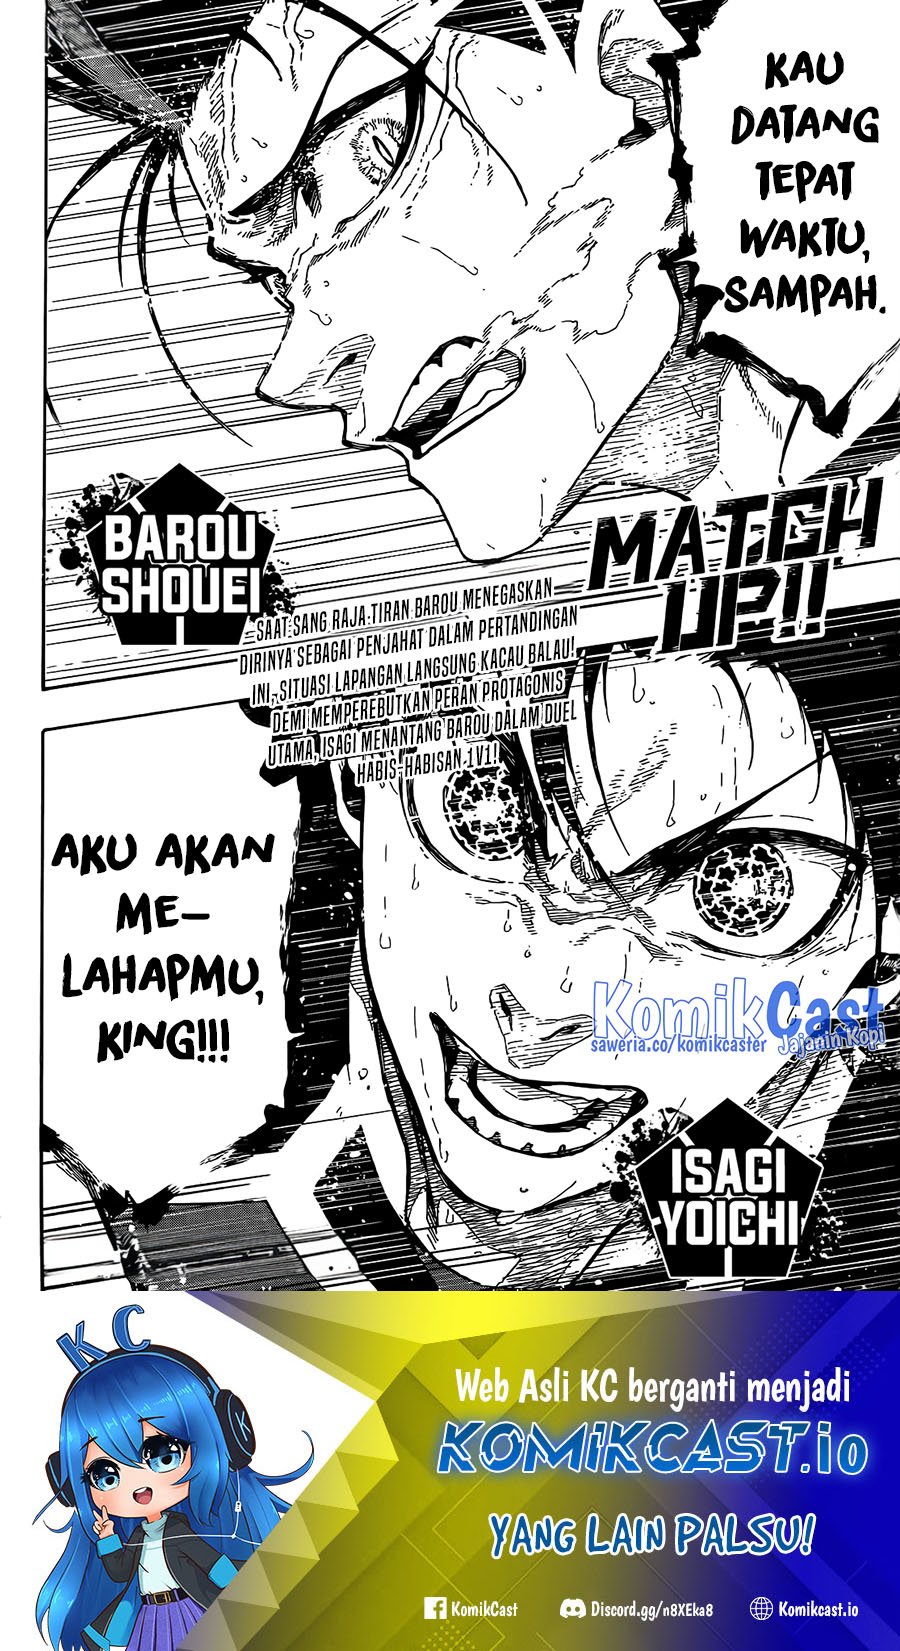 KAU
DATANG
TEPAT
WAKTU,
SAMPAH.
BAROU
SHOUEI
MATCH
UP!!
SAAT SANG RAJA TIRAN BAROU MENEGASKAN
DIRINYA SEBAGAI PENJAHAT DALAM PERTANDINGAN
INI, SITUASI LAPANGAN LANGSUNG KACAU BALAU!
DEMI MEMPEREBUTKAN PERAN PROTAGONIS
UTAMA, ISAGI MENANTANG BAROU DALAM DUEL
HABIS-HABISAN 1V1!
AKU AKAN
ME-
LAHAPMU,
KING!!!
KomikCast
saweria.co/komikcaster Jajanin Kopi
ISAGI
YOICHI
KC
Web Asli KC berganti menjadi
KOMIKCAST.io
YANG LAIN PALSU!
KomikCast Discord.gg/n8XEka8 Komikcast.io